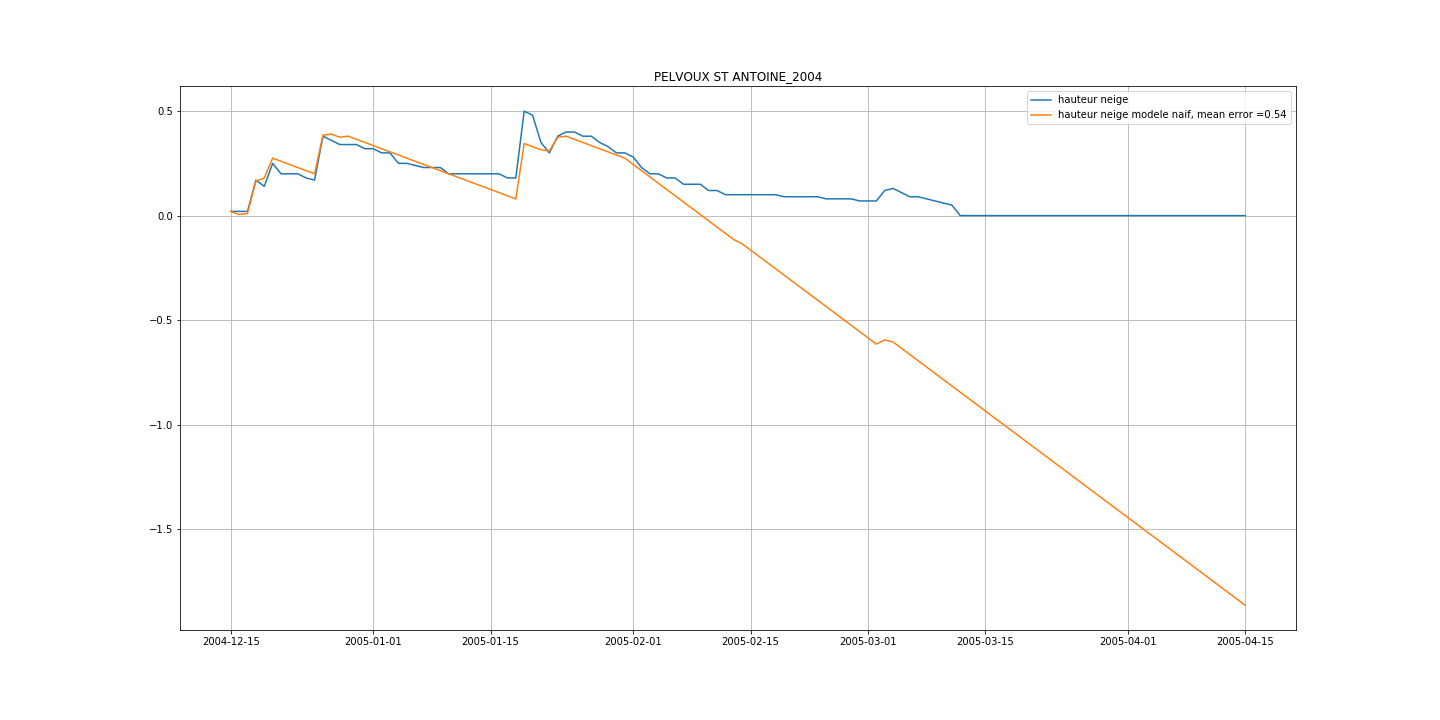 PELVOUX ST ANTOINE_2004
hauteur neige
hauteur neige modele naif, mean error =0.54
0.5
0.0
−0.5
−1.0
−1.5
2004-12-15 2005-01-01 2005-01-15 2005-02-01 2005-02-15 2005-03-01 2005-03-15 2005-04-01 2005-04-15